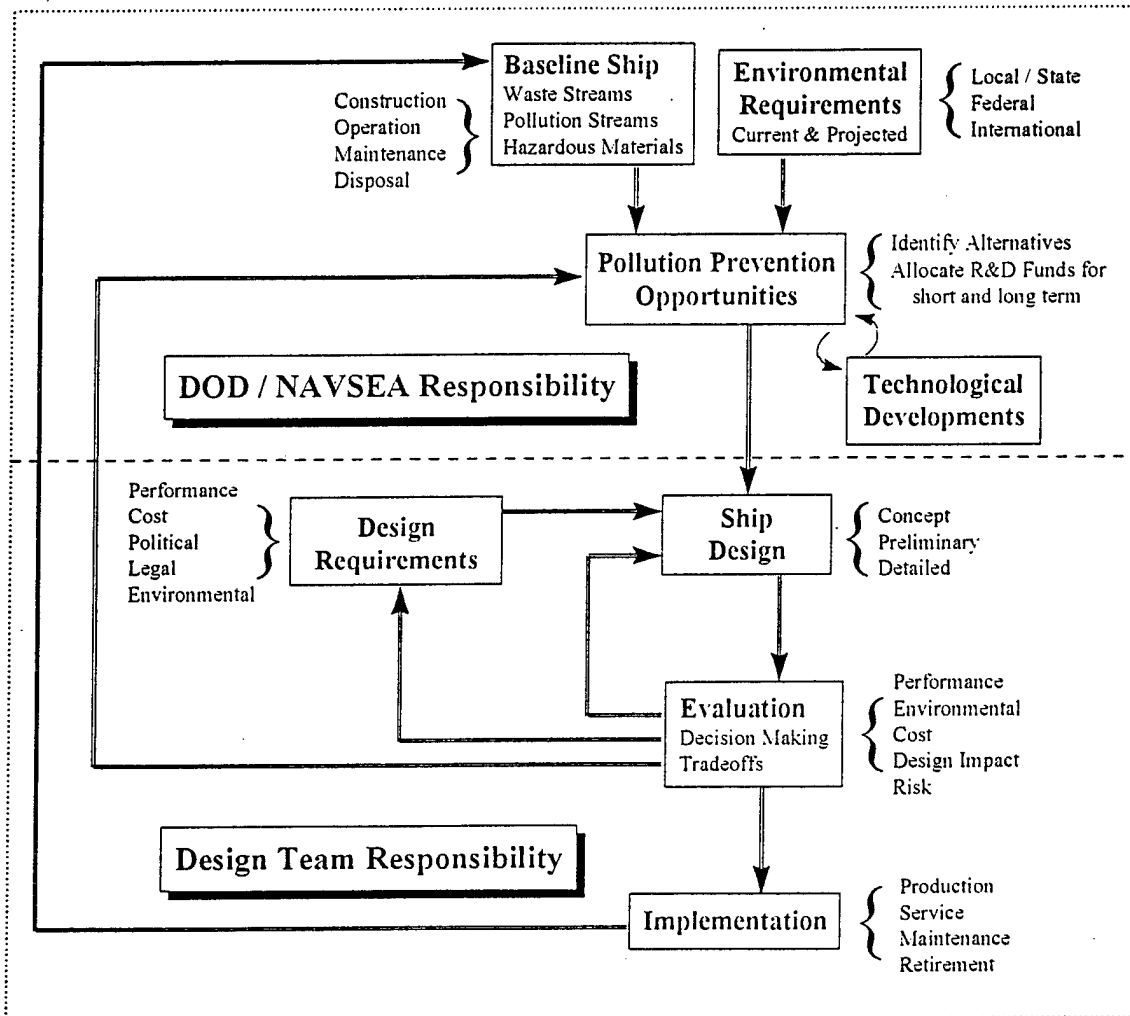 Baseline Ship
Waste Streams
Pollution Streams
Hazardous Materials
Construction
Operation
Maintenance
Disposal
Environmental
Requirements
Current & Projected
Local / State
Federal
International
Pollution Prevention
Opportunities
Identify Alternatives
Allocate R&D Funds for
short and long term
DOD / NAVSEA Responsibility
Technological
Developments
Performance
Cost
Political
Legal
Environmental
Design
Requirements
Ship
Design
Concept
Preliminary
Detailed
Evaluation
Decision Making
Tradeoffs
Performance
Environmental
Cost
Design Impact
Risk
Design Team Responsibility
Implementation
Production
Service
Maintenance
Retirement